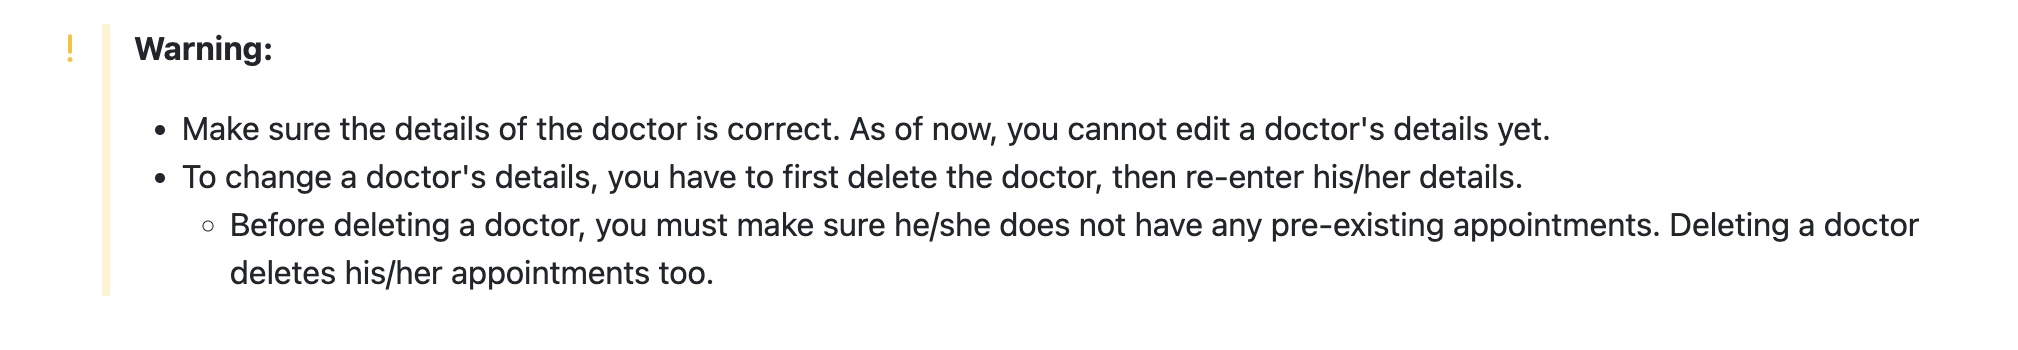 Warning:
• Make sure the details of the doctor is correct. As of now, you cannot edit a doctor's details yet.
• To change a doctor's details, you have to first delete the doctor, then re-enter his/her details.
◦ Before deleting a doctor, you must make sure he/she does not have any pre-existing appointments. Deleting a doctor
deletes his/her appointments too.